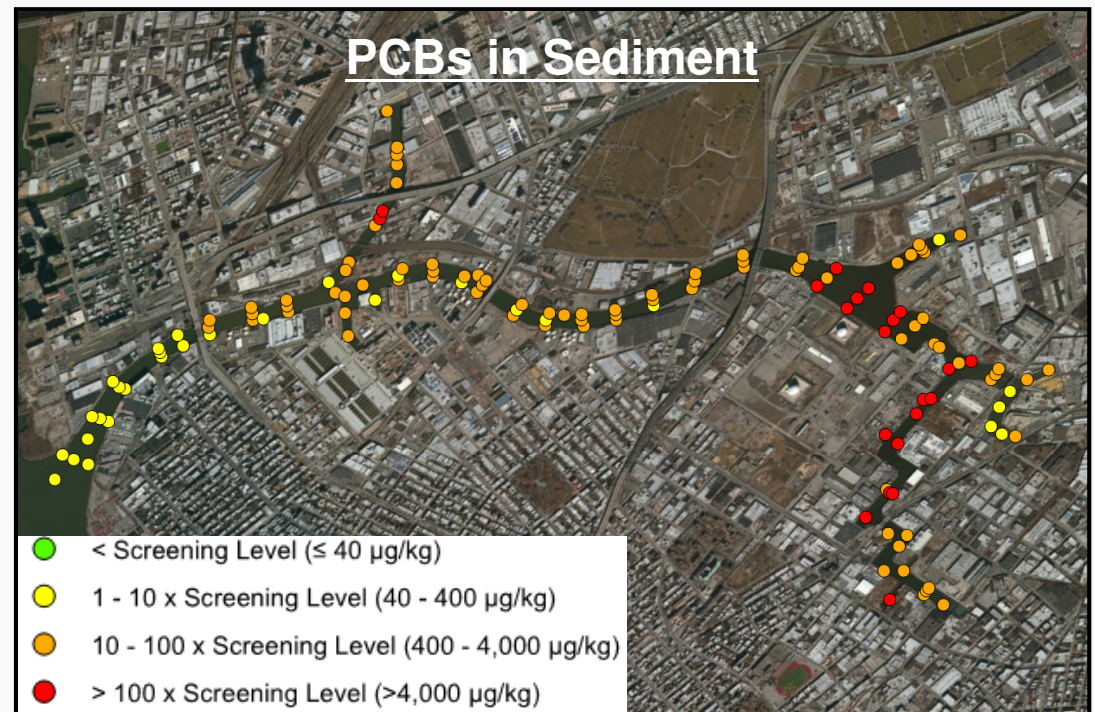 PCBs in Sediment
< Screening Level (≤ 40 µg/kg)
1 - 10 x Screening Level (40 - 400 µg/kg)
10 - 100 x Screening Level (400 - 4,000 µg/kg)
> 100 x Screening Level (>4,000 µg/kg)